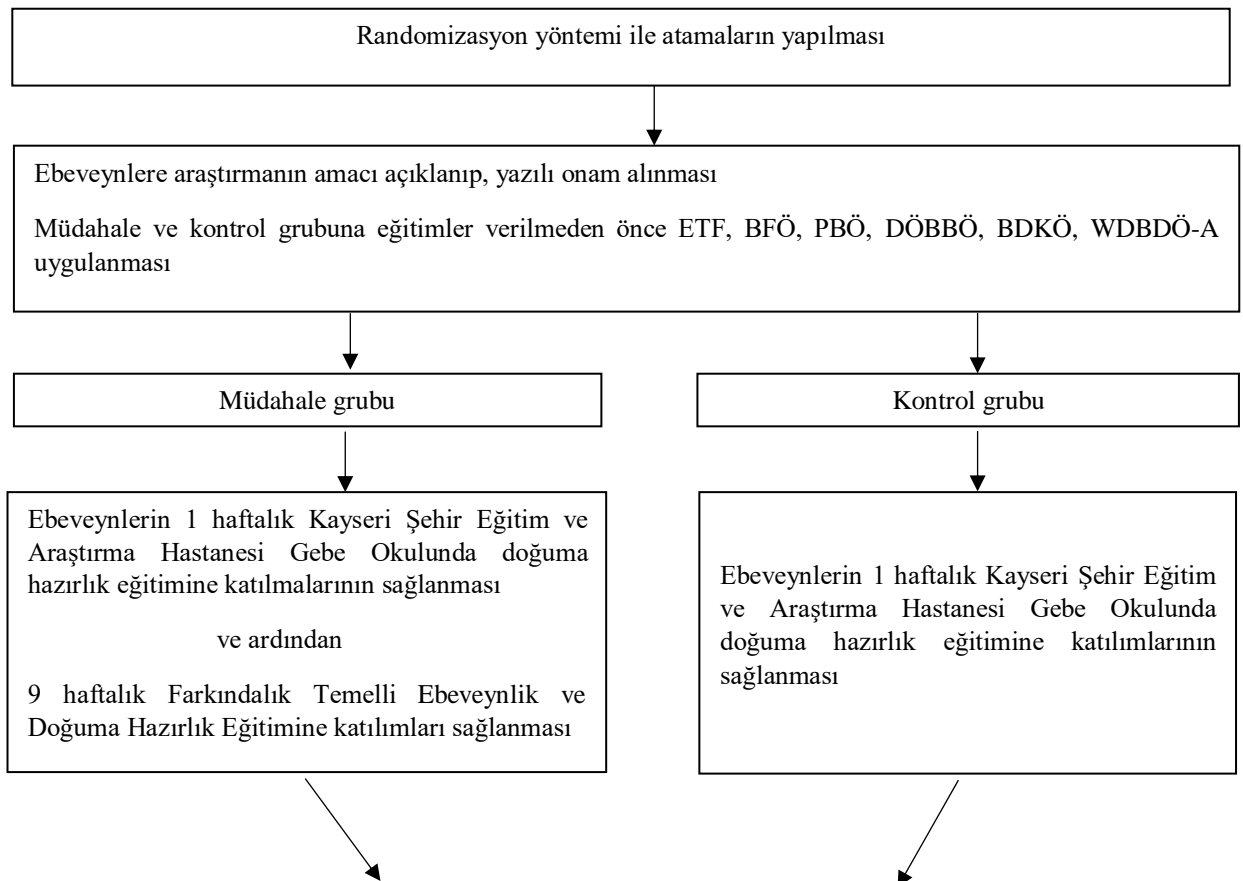 Randomizasyon yöntemi ile atamaların yapılması
Ebeveynlere araştırmanın amacı açıklanıp, yazılı onam alınması
Müdahale ve kontrol grubuna eğitimler verilmeden önce ETF, BFÖ, PBÖ, DÖBBÖ, BDKÖ, WDBDÖ-A
uygulanması
Müdahale grubu
Kontrol grubu
Ebeveynlerin 1 haftalık Kayseri Şehir Eğitim ve
Araştırma Hastanesi Gebe Okulunda doğuma
hazırlık eğitimine katılmalarının sağlanması
ve ardından
9 haftalık Farkındalık Temelli Ebeveynlik ve
Doğuma Hazırlık Eğitimine katılımları sağlanması
Ebeveynlerin 1 haftalık Kayseri Şehir Eğitim
ve Araştırma Hastanesi Gebe Okulunda
doğuma hazırlık eğitimine katılımlarının
sağlanması